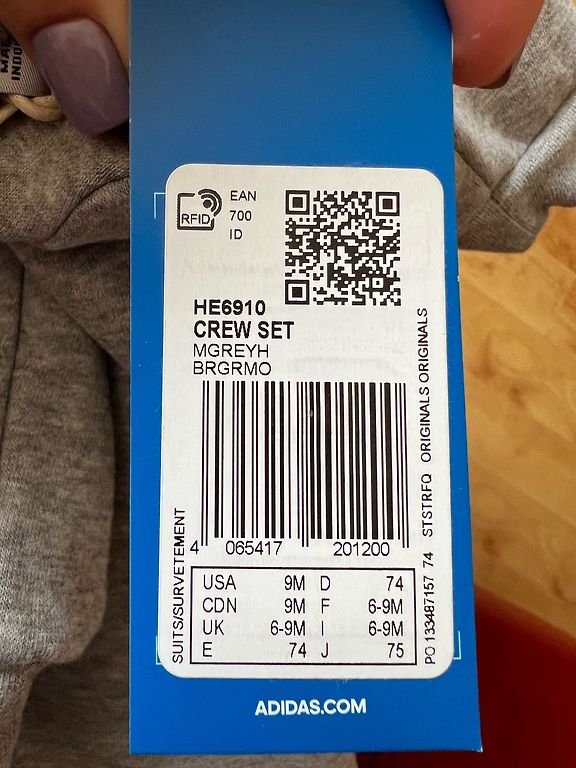 EAN
RFID
700
ID
HE6910
CREW SET
MGREYH
BRGRMO
4 065417 201200
USA 9M D 74
CDN 9M F 6-9M
UK 6-9M I 6-9M
E 74 J 75
SUITS/SURVETEMENT
PO 133487157 74 STSTRFQ ORIGINALS ORIGINALS
ADIDAS.COM